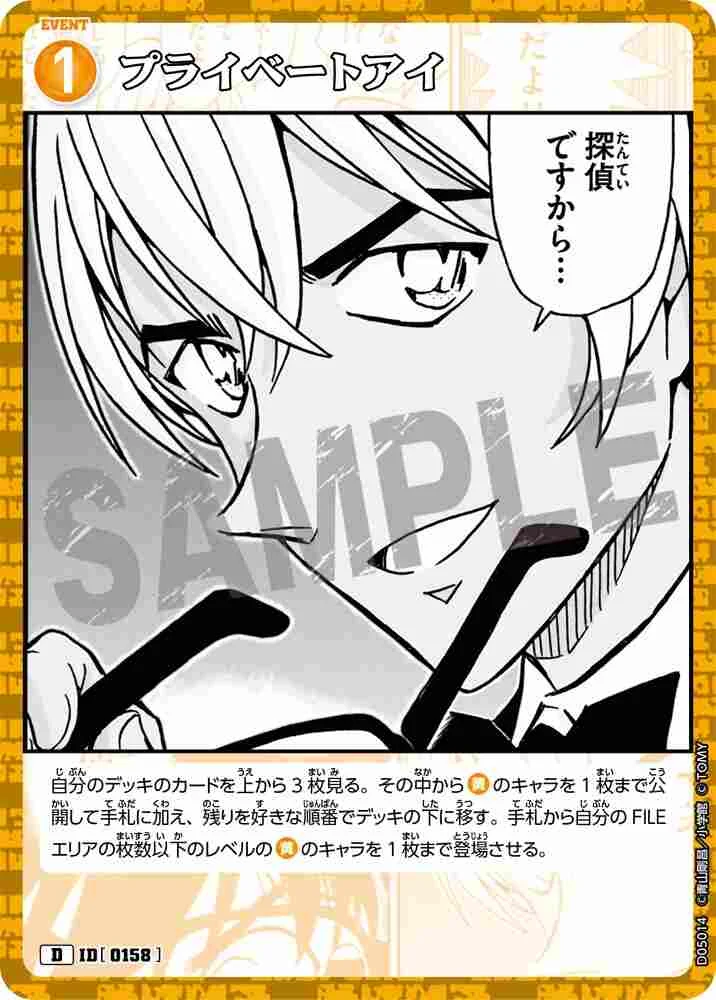 EVENT
1
プライベートアイ
だよ
探偵
たんてい
ですから…
SAMPLE
自分のデッキのカードを上から3枚見る。その中から黄のキャラを1枚まで公
開して手札に加え、残りを好きな順番でデッキの下に移す。手札から自分のFILE
エリアの枚数以下のレベルの黄のキャラを1枚まで登場させる。
D ID[ 0158 ]
D05014 ©青山剛昌/小学館 © TOMY